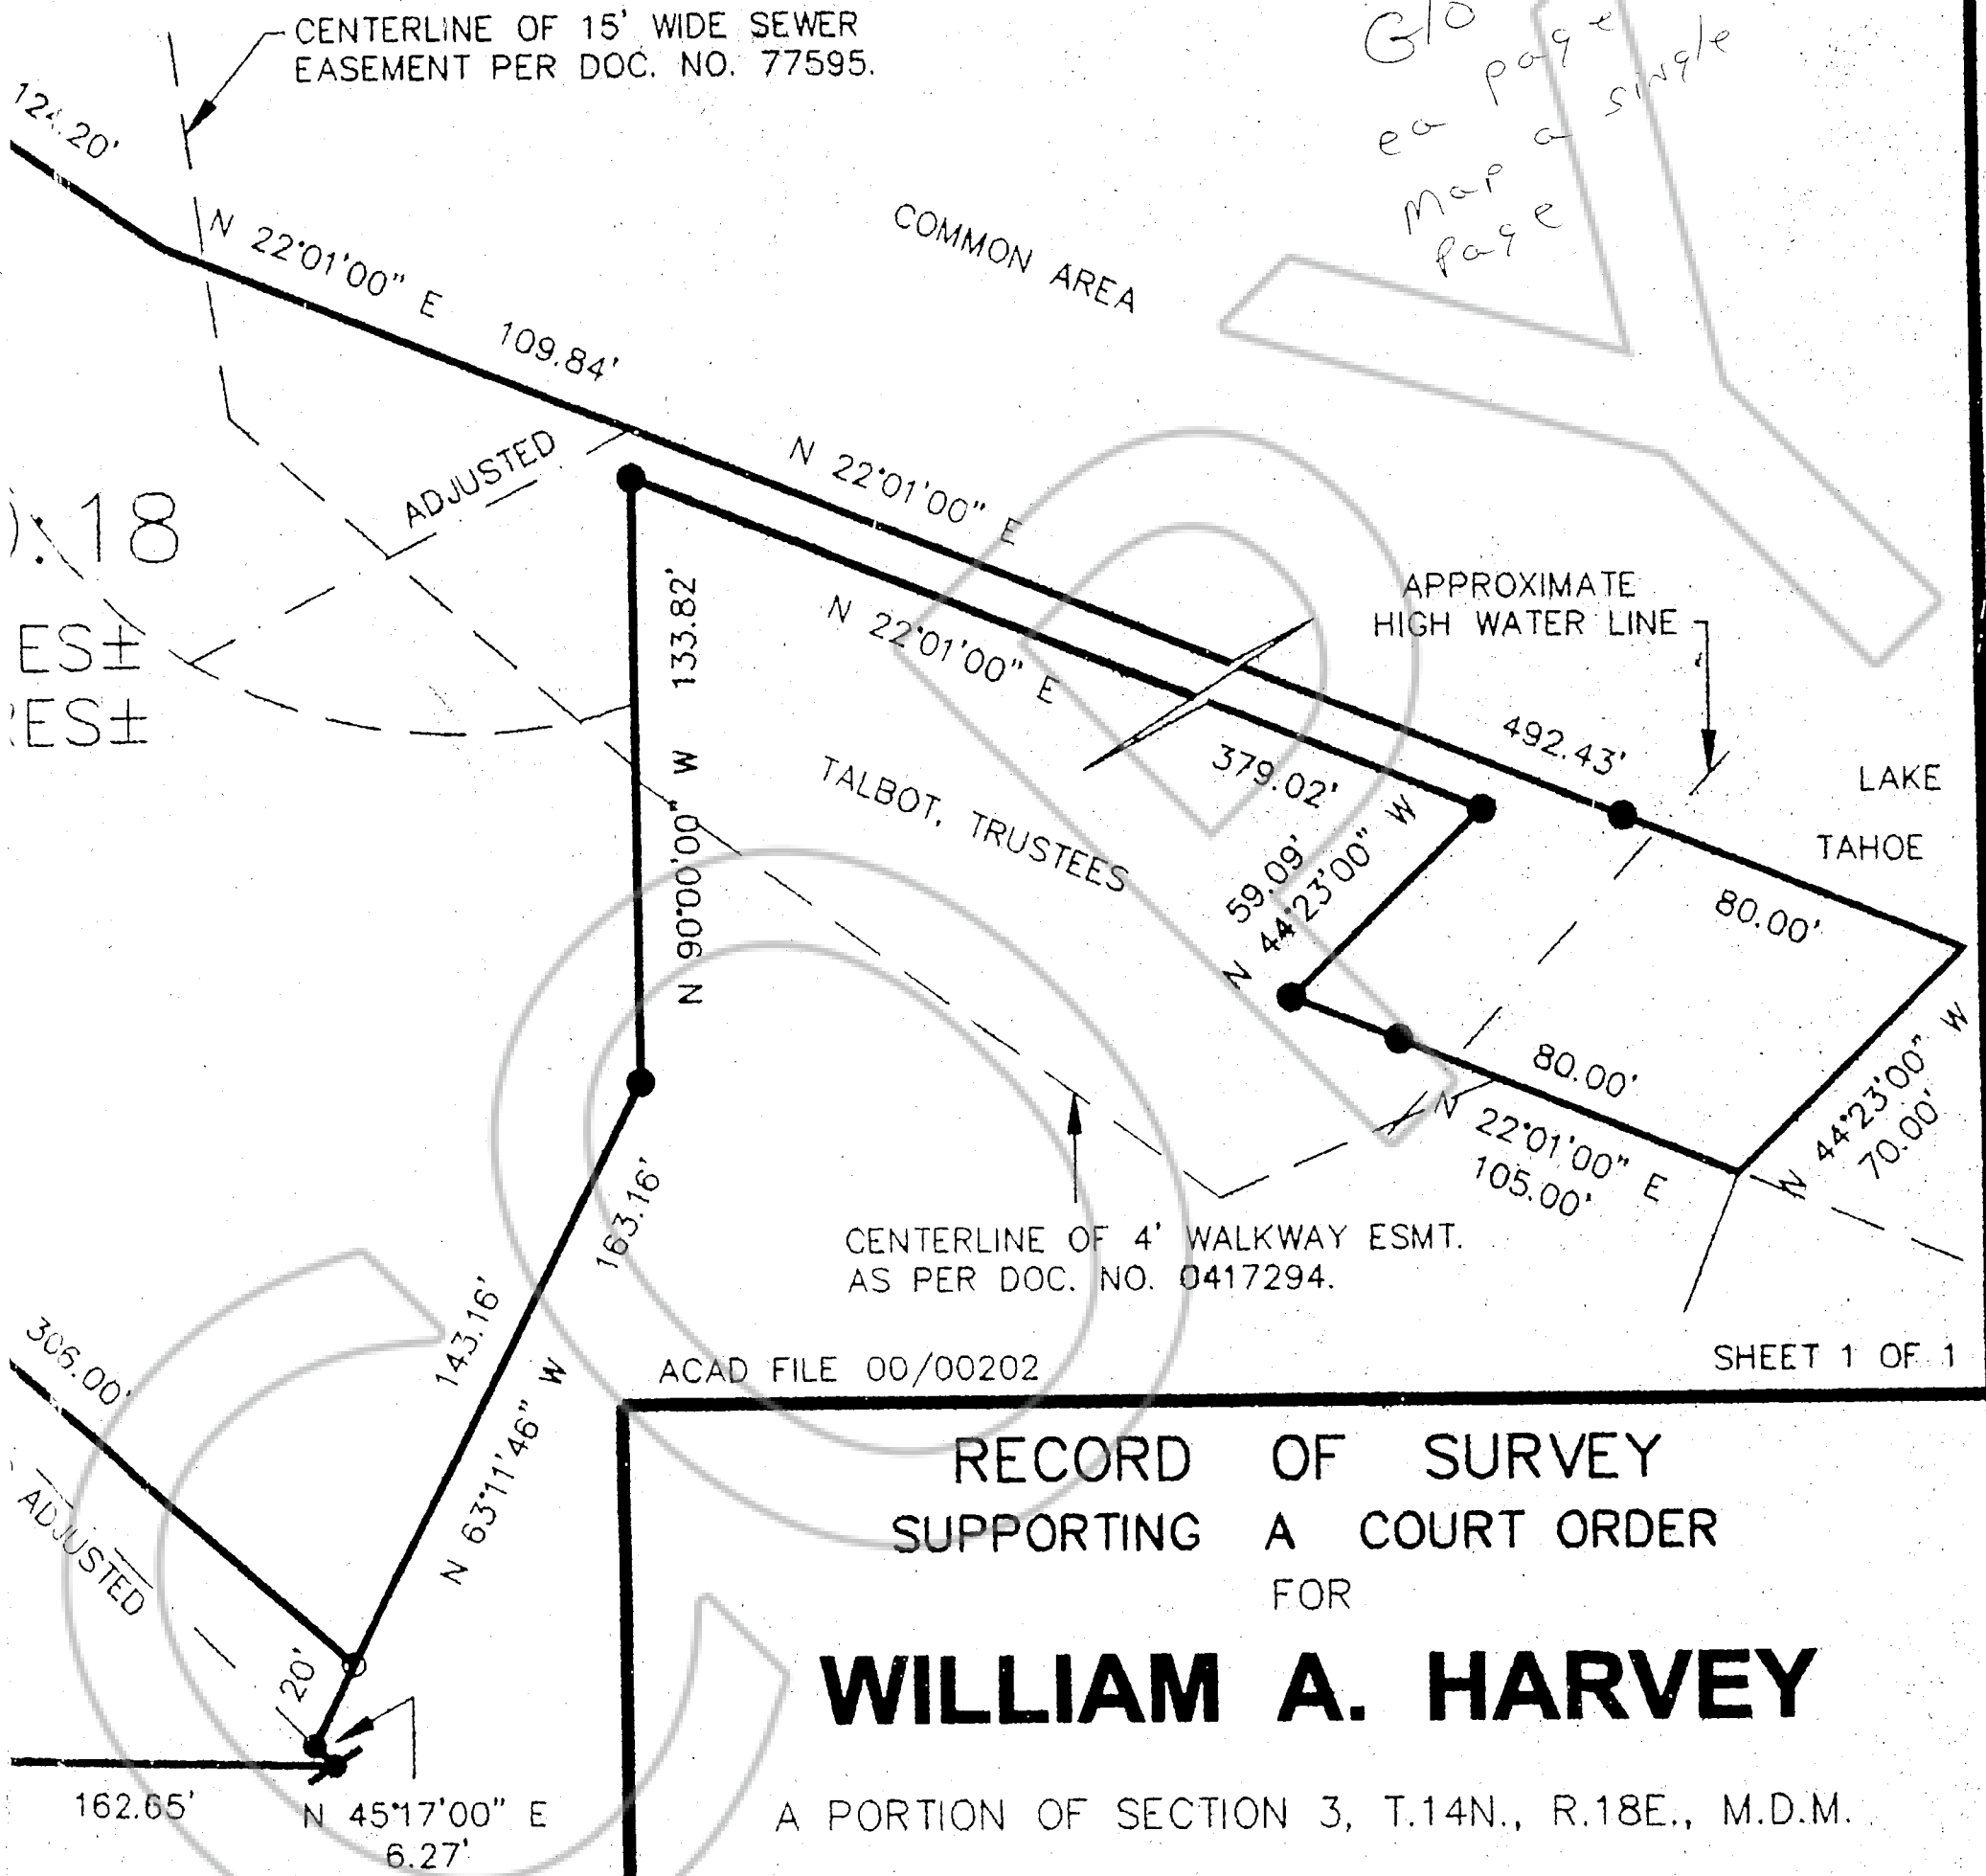 CENTERLINE OF 15' WIDE SEWER
EASEMENT PER DOC. NO. 77595.
G/O
ea page
map a single
page
N 22°01'00" E
109.84'
COMMON AREA
ADJUSTED
N 22°01'00" E
.18
ES±
ES±
133.82'
N 90°00'00" W
N 22°01'00" E
379.02'
APPROXIMATE
HIGH WATER LINE
492.43'
LAKE
TAHOE
TALBOT, TRUSTEES
59.09'
N 44°23'00" W
80.00'
80.00'
N 22°01'00" E
105.00'
N 44°23'00" W
70.00'
163.16'
143.16'
N 63°11'46" W
CENTERLINE OF 4' WALKWAY ESMT.
AS PER DOC. NO. 0417294.
306.00'
ACAD FILE 00/00202
SHEET 1 OF 1
ADJUSTED
20'
162.65'
N 45°17'00" E
6.27'
RECORD OF SURVEY
SUPPORTING A COURT ORDER
FOR
WILLIAM A. HARVEY
A PORTION OF SECTION 3, T.14N., R.18E., M.D.M.
COPY